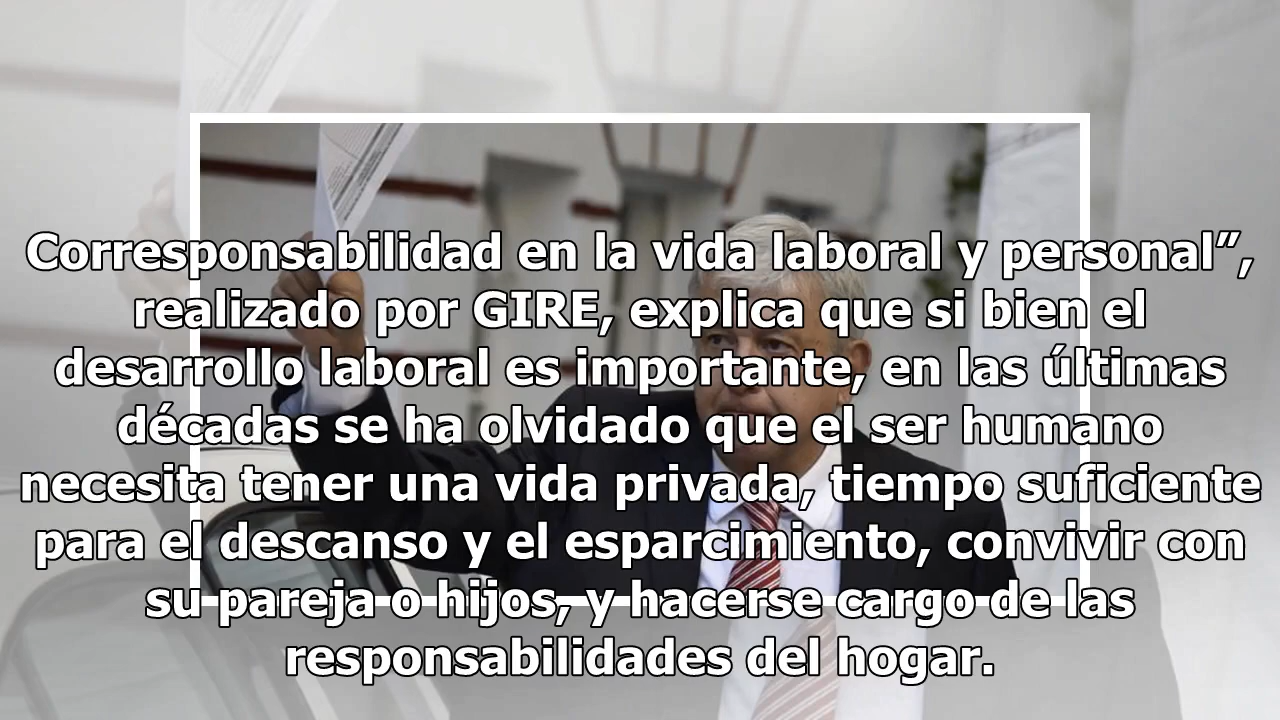 Corresponsabilidad en la vida laboral y personal”,
realizado por GIRE, explica que si bien el
desarrollo laboral es importante, en las últimas
décadas se ha olvidado que el ser humano
necesita tener una vida privada, tiempo suficiente
para el descanso y el esparcimiento, convivir con
su pareja o hijos, y hacerse cargo de las
responsabilidades del hogar.